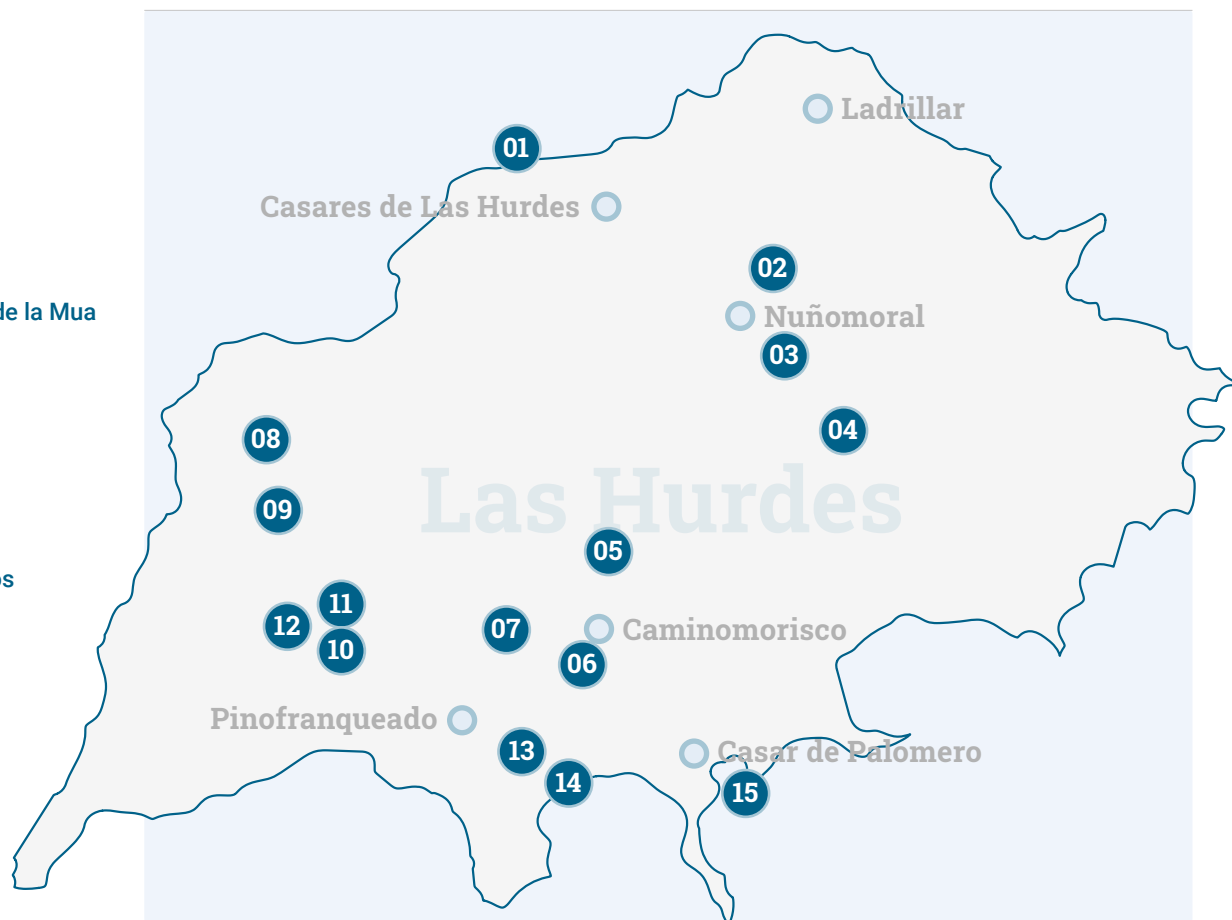 Ladrillar
01
Casares de Las Hurdes
02
de la Mua
Nuñomoral
03
04
08
Las Hurdes
09
05
os
11
12
07
Caminomorisco
10
06
Pinofranqueado
13
Casar de Palomero
14
15